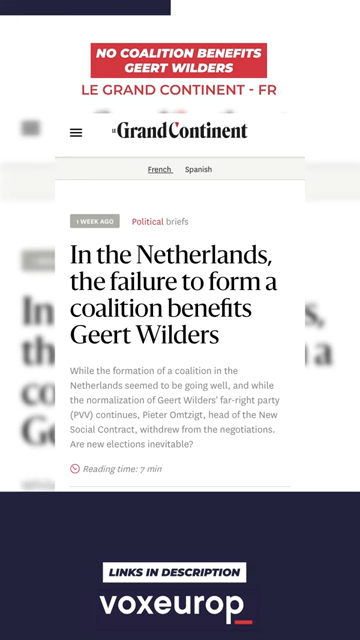 NO COALITION BENEFITS
GEERT WILDERS
LE GRAND CONTINENT - FR
LE GrandContinent
French Spanish
1 WEEK AGO Political briefs
In the Netherlands,
the failure to form a
coalition benefits
Geert Wilders
While the formation of a coalition in the
Netherlands seemed to be going well, and while
the normalization of Geert Wilders' far-right party
(PVV) continues, Pieter Omtzigt, head of the New
Social Contract, withdrew from the negotiations.
Are new elections inevitable?
Reading time: 7 min
LINKS IN DESCRIPTION
voxeurop_